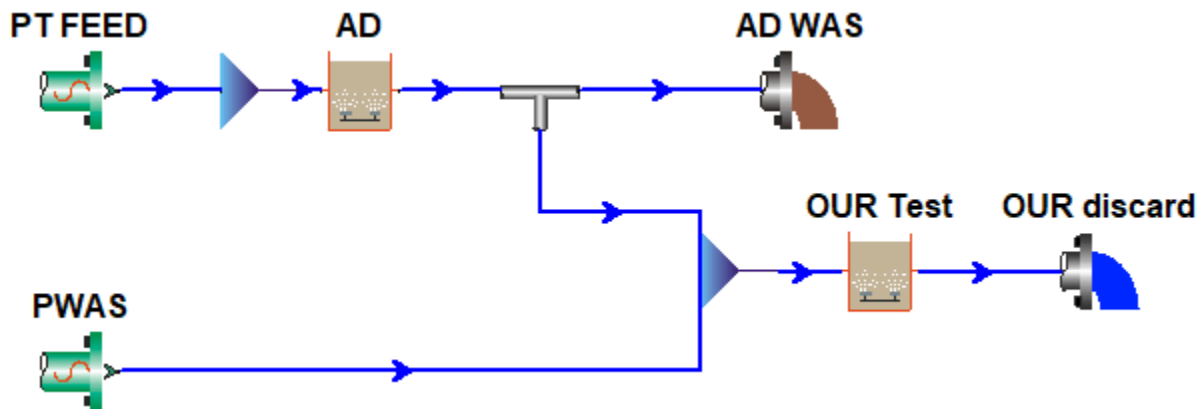 PT FEED
AD
AD WAS
OUR Test
OUR discard
PWAS